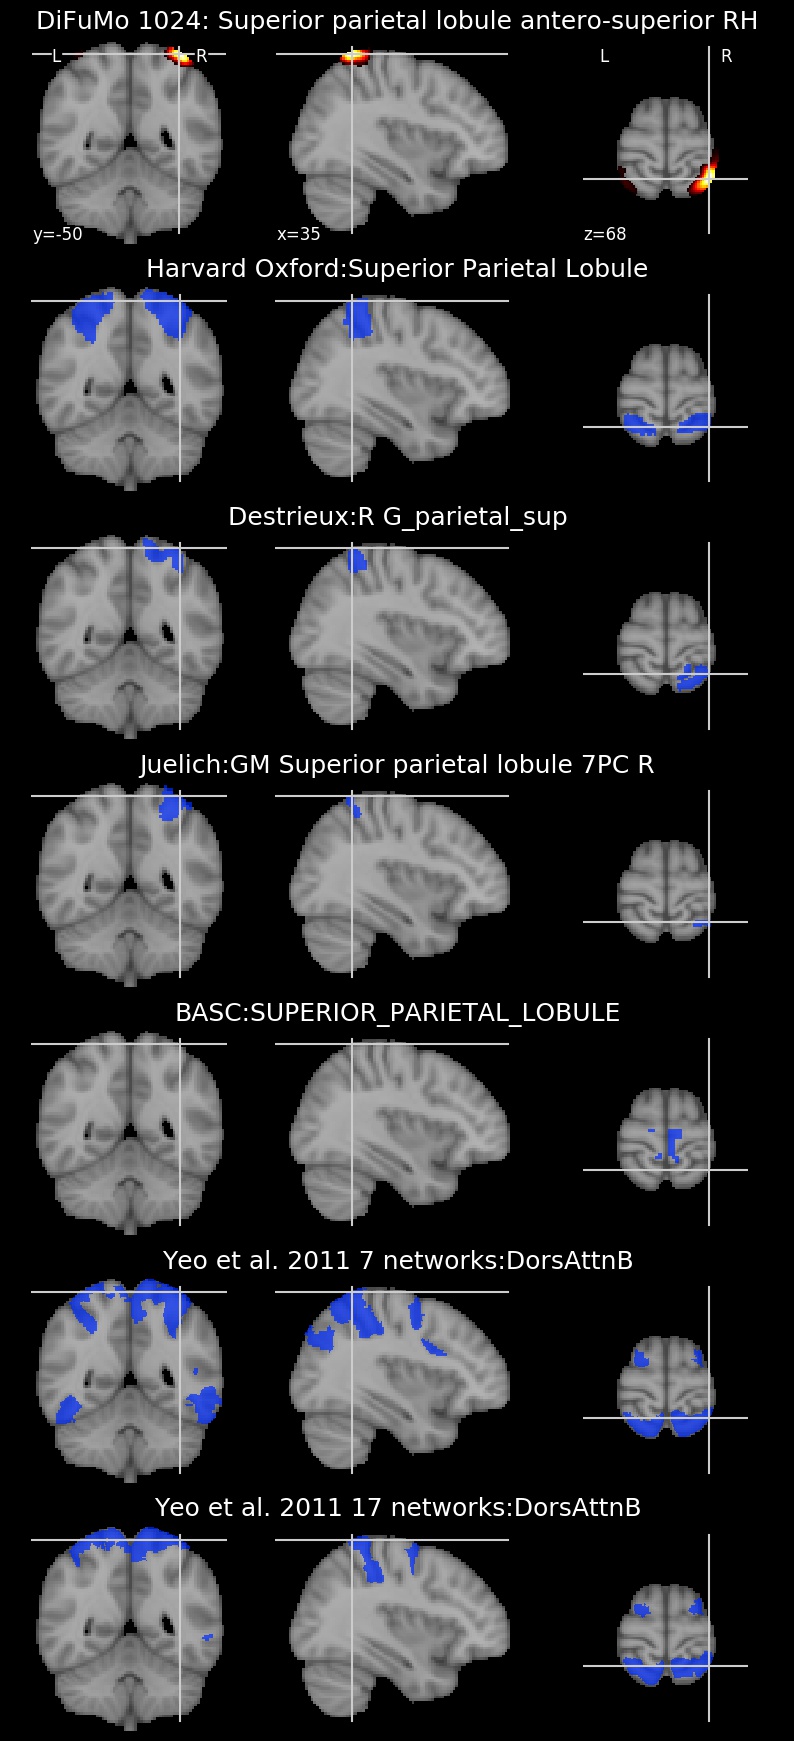 DiFuMo 1024: Superior parietal lobule antero-superior RH
L R L R
y=-50 x=35 z=68
Harvard Oxford:Superior Parietal Lobule
Destrieux:R G_parietal_sup
Juelich:GM Superior parietal lobule 7PC R
BASC:SUPERIOR_PARIETAL_LOBULE
Yeo et al. 2011 7 networks:DorsAttnB
Yeo et al. 2011 17 networks:DorsAttnB